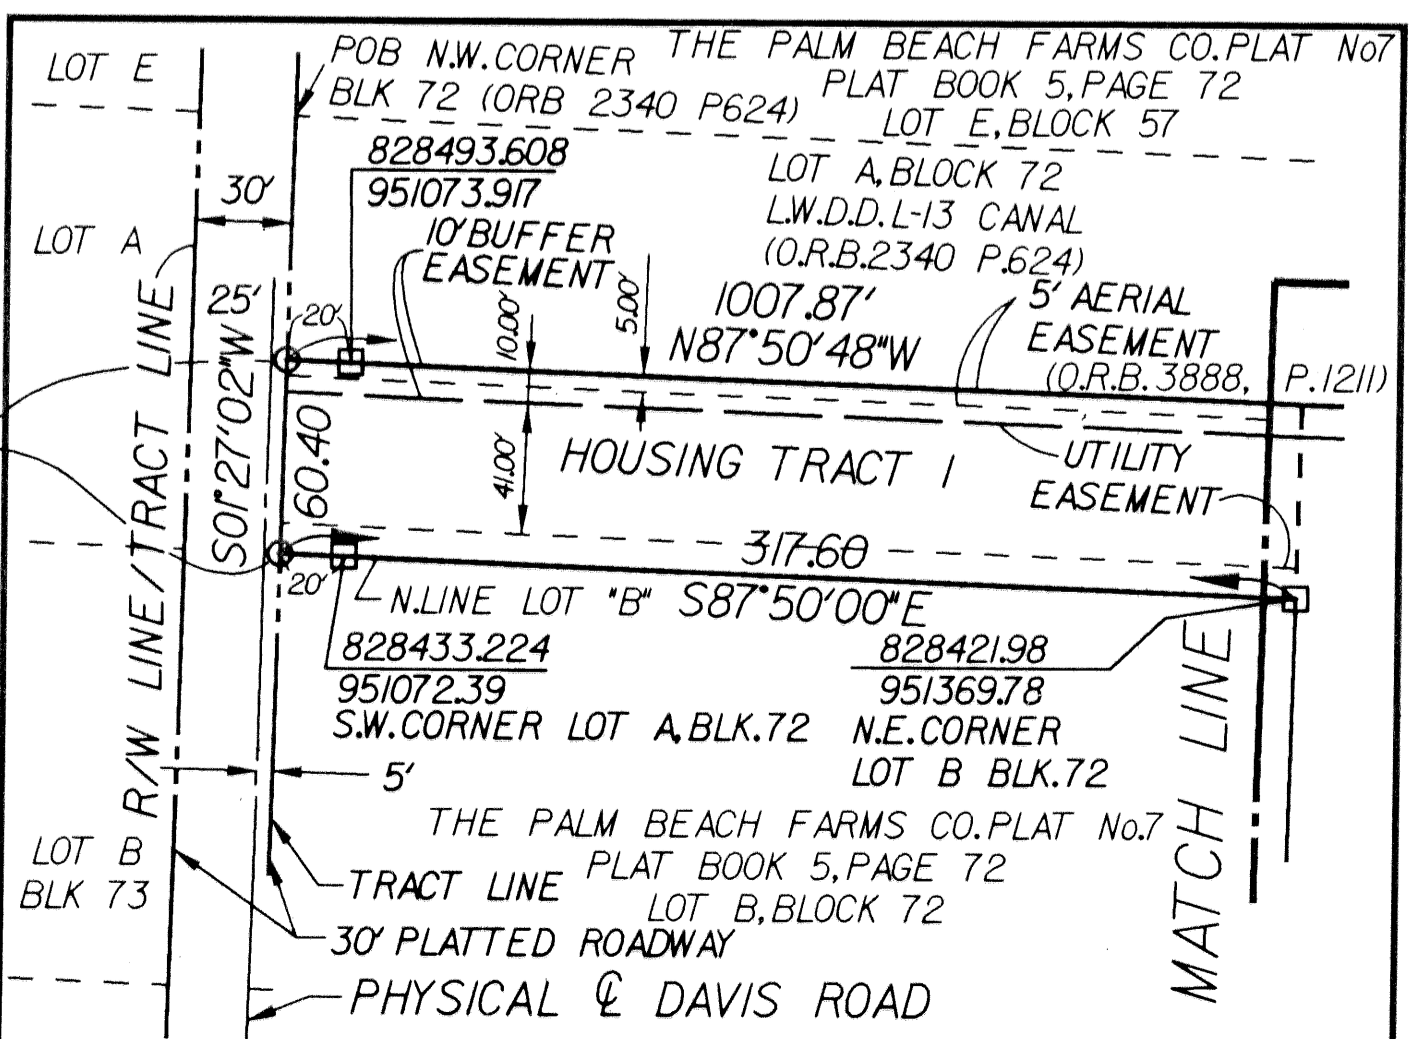 LOT E
POB N.W. CORNER
BLK 72 (ORB 2340 P624)
THE PALM BEACH FARMS CO. PLAT No7
PLAT BOOK 5, PAGE 72
LOT E, BLOCK 57
828493.608
951073.917
LOT A, BLOCK 72
L.W.D.D. L-13 CANAL
(O.R.B. 2340 P.624)
30'
LOT A
10' BUFFER
EASEMENT
25'
20'
10.00'
5.00'
1007.87'
N87°50'48"W
5' AERIAL
EASEMENT
(O.R.B. 3888, P.1211)
R/W LINE/TRACT LINE
S01°27'02"W
60.40
41.00'
HOUSING TRACT 1
UTILITY
EASEMENT
317.60
20'
N. LINE LOT "B" S87°50'00"E
828433.224
951072.39
S.W. CORNER LOT A, BLK. 72
828421.98
951369.78
N.E. CORNER
LOT B BLK. 72
MATCH LINE
5'
THE PALM BEACH FARMS CO. PLAT No.7
PLAT BOOK 5, PAGE 72
LOT B, BLOCK 72
LOT B
BLK 73
TRACT LINE
30' PLATTED ROADWAY
PHYSICAL ℄ DAVIS ROAD